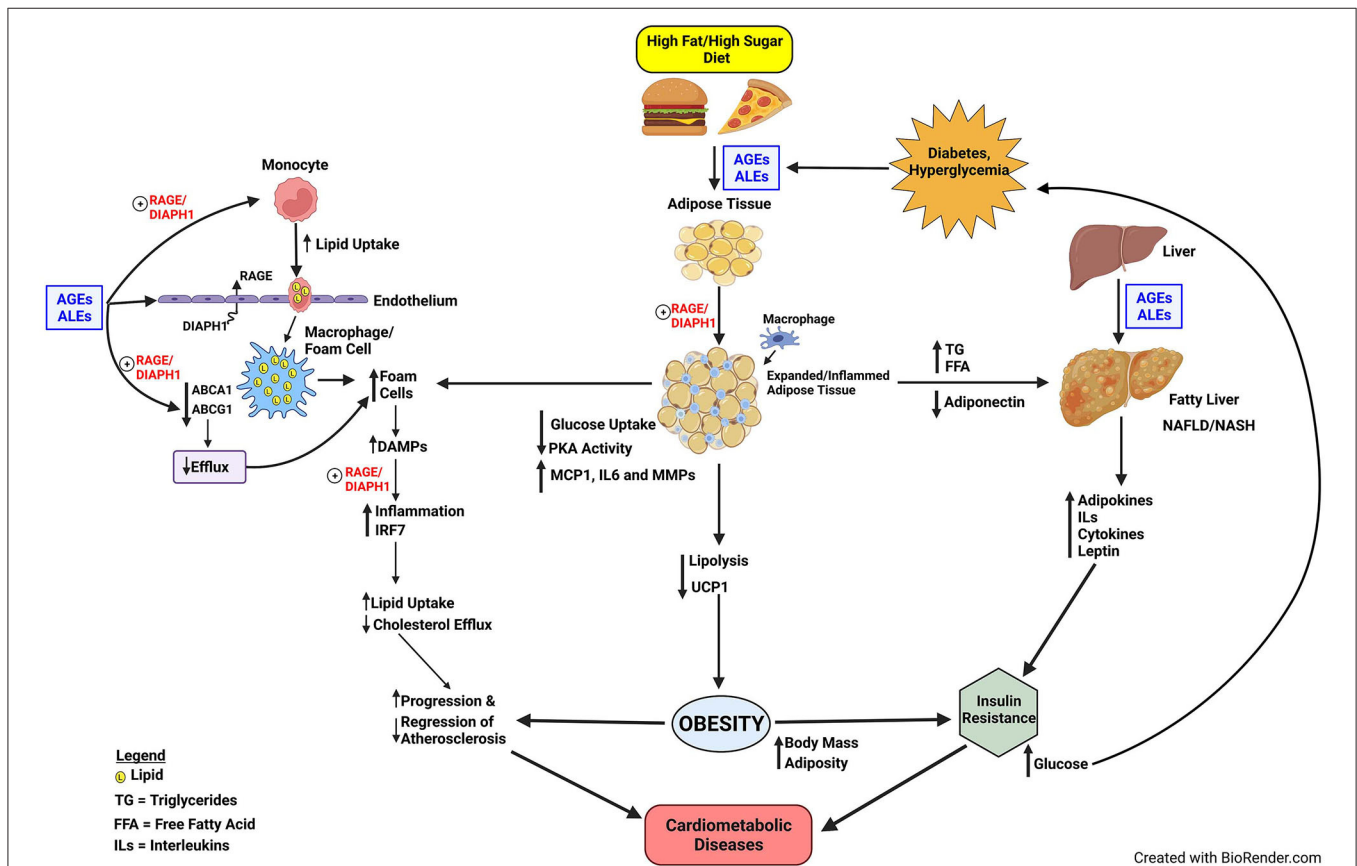 High Fat/High Sugar
Diet
AGEs
ALEs
Diabetes,
Hyperglycemia
Adipose Tissue
Monocyte
+ RAGE/
DIAPH1
Lipid Uptake
RAGE
L L L
Endothelium
AGEs
ALEs
DIAPH1
Macrophage/
Foam Cell
L L L L L L L L L L
+ RAGE/
DIAPH1
ABCA1
ABCG1
Efflux
Foam
Cells
DAMPs
+ RAGE/
DIAPH1
Inflammation
IRF7
Lipid Uptake
Cholesterol Efflux
Progression &
Regression of
Atherosclerosis
+ RAGE/
DIAPH1
Macrophage
Expanded/Inflammed
Adipose Tissue
Glucose Uptake
PKA Activity
MCP1, IL6 and MMPs
Lipolysis
UCP1
OBESITY
Body Mass
Adiposity
TG
FFA
Adiponectin
Liver
AGEs
ALEs
Fatty Liver
NAFLD/NASH
Adipokines
ILs
Cytokines
Leptin
Insulin
Resistance
Glucose
Cardiometabolic
Diseases
Legend
L Lipid
TG = Triglycerides
FFA = Free Fatty Acid
ILs = Interleukins
Created with BioRender.com